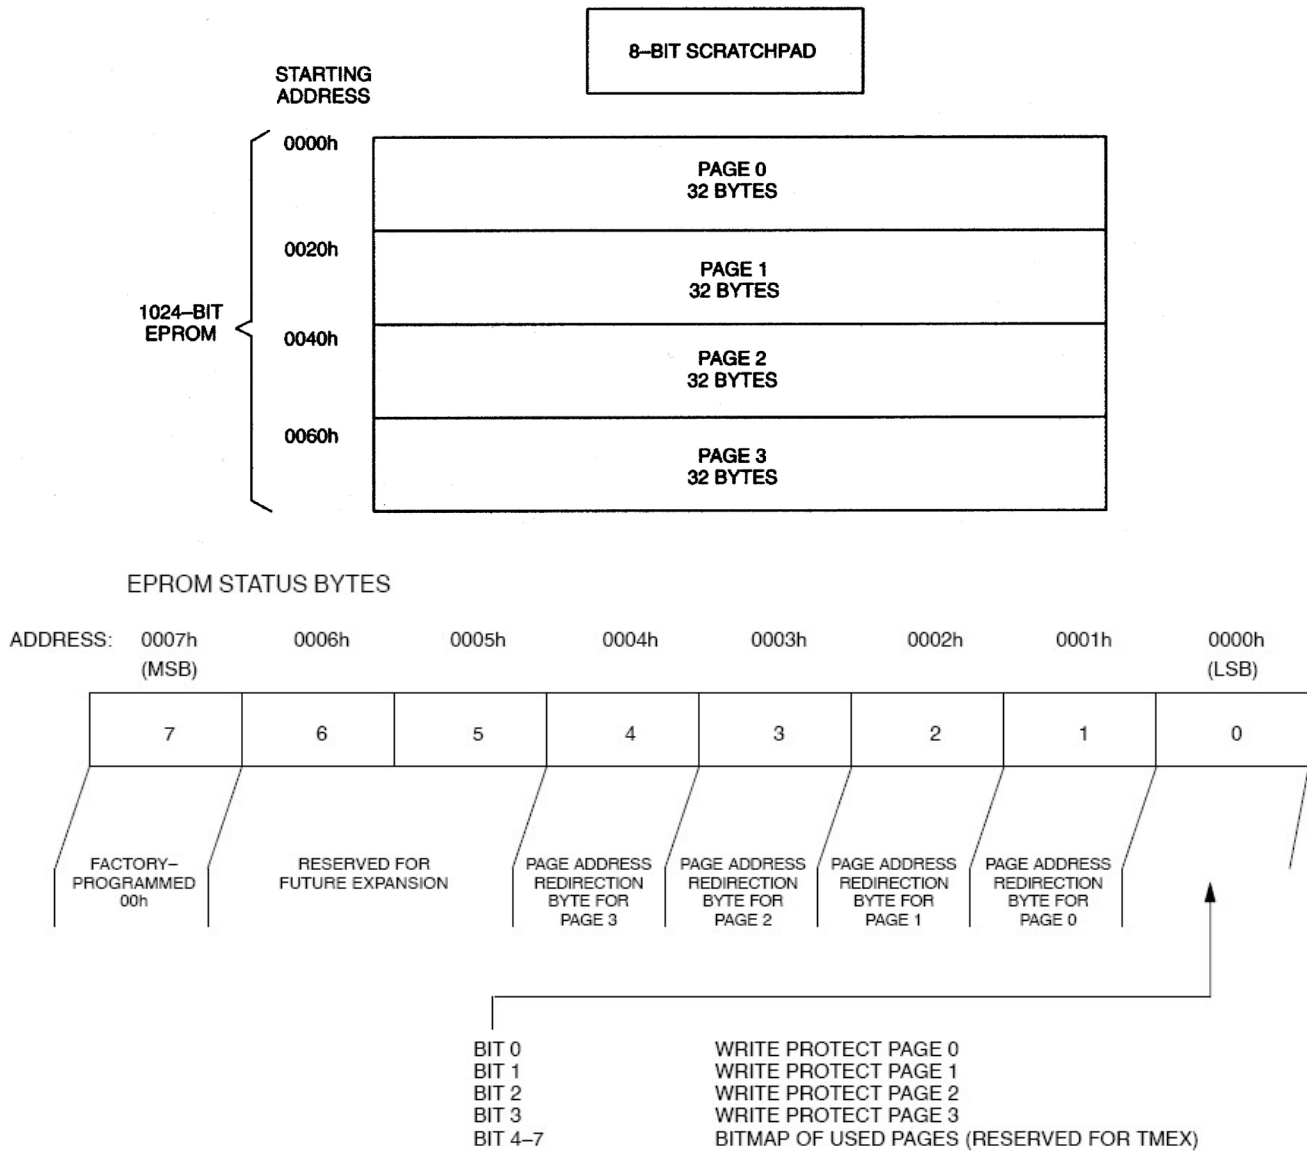 8–BIT SCRATCHPAD
STARTING
ADDRESS
0000h
PAGE 0
32 BYTES
0020h
PAGE 1
32 BYTES
1024–BIT
EPROM
0040h
PAGE 2
32 BYTES
0060h
PAGE 3
32 BYTES
EPROM STATUS BYTES
ADDRESS: 0007h 0006h 0005h 0004h 0003h 0002h 0001h 0000h
(MSB) (LSB)
7 6 5 4 3 2 1 0
FACTORY–
PROGRAMMED
00h
RESERVED FOR
FUTURE EXPANSION
PAGE ADDRESS
REDIRECTION
BYTE FOR
PAGE 3
PAGE ADDRESS
REDIRECTION
BYTE FOR
PAGE 2
PAGE ADDRESS
REDIRECTION
BYTE FOR
PAGE 1
PAGE ADDRESS
REDIRECTION
BYTE FOR
PAGE 0
BIT 0 WRITE PROTECT PAGE 0
BIT 1 WRITE PROTECT PAGE 1
BIT 2 WRITE PROTECT PAGE 2
BIT 3 WRITE PROTECT PAGE 3
BIT 4–7 BITMAP OF USED PAGES (RESERVED FOR TMEX)